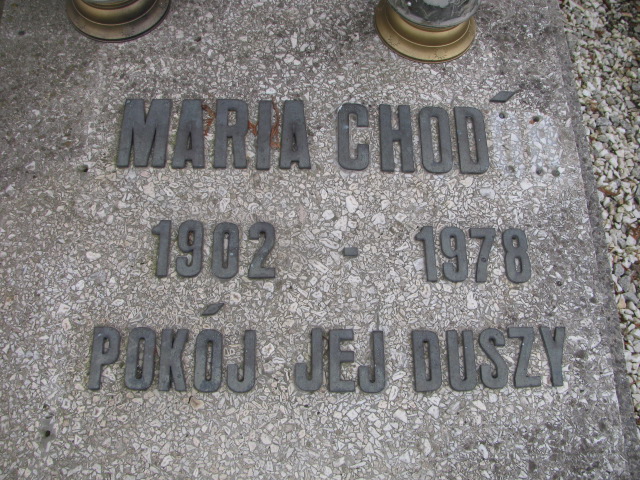 MARIA CHOD´
1902 - 1978
POKÓJ JEJ DUSZY